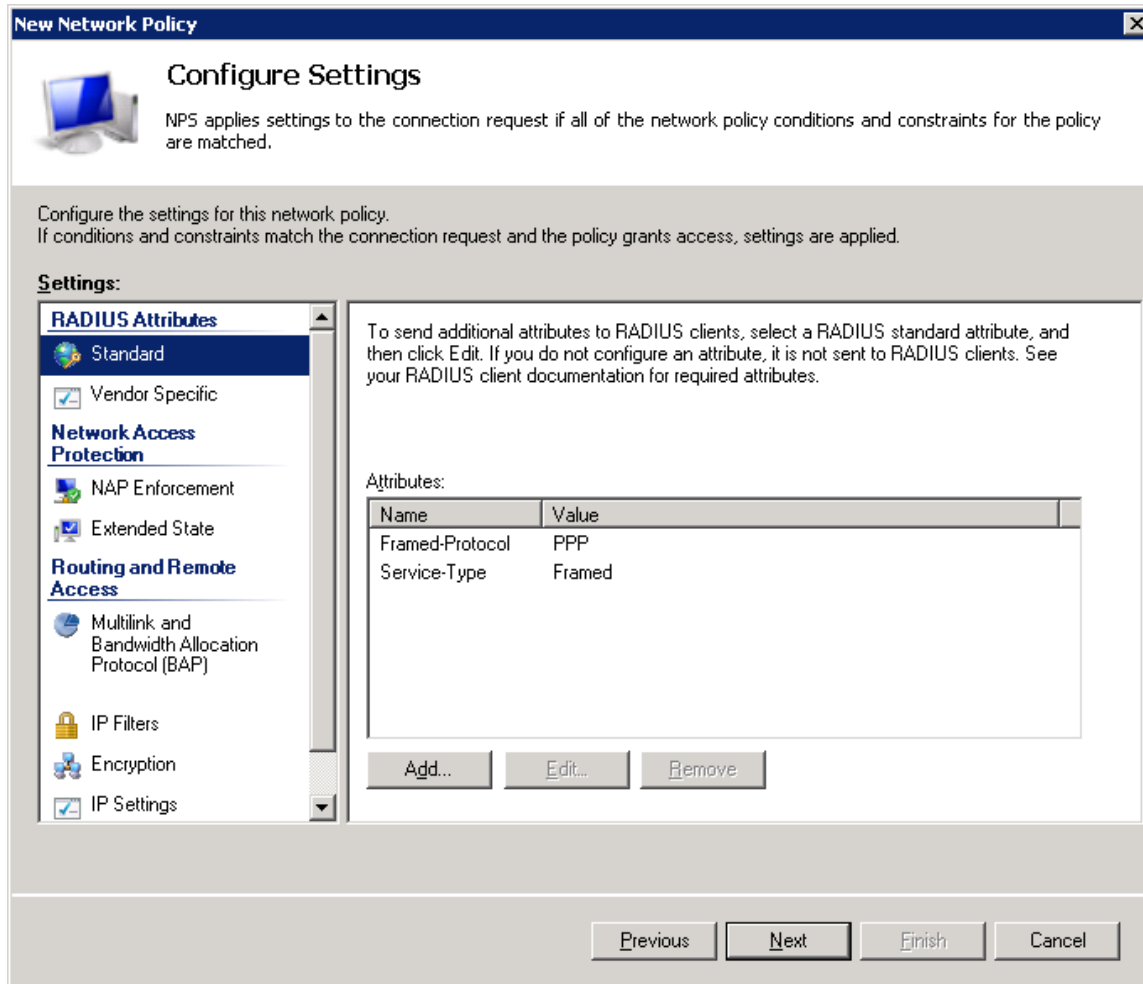 New Network Policy
Configure Settings
NPS applies settings to the connection request if all of the network policy conditions and constraints for the policy
are matched.
Configure the settings for this network policy.
If conditions and constraints match the connection request and the policy grants access, settings are applied.
Settings:
RADIUS Attributes
Standard
Vendor Specific
Network Access
Protection
NAP Enforcement
Extended State
Routing and Remote
Access
Multilink and
Bandwidth Allocation
Protocol (BAP)
IP Filters
Encryption
IP Settings
To send additional attributes to RADIUS clients, select a RADIUS standard attribute, and
then click Edit. If you do not configure an attribute, it is not sent to RADIUS clients. See
your RADIUS client documentation for required attributes.
Attributes:
Name Value
Framed-Protocol PPP
Service-Type Framed
Add... Edit... Remove
Previous Next Finish Cancel